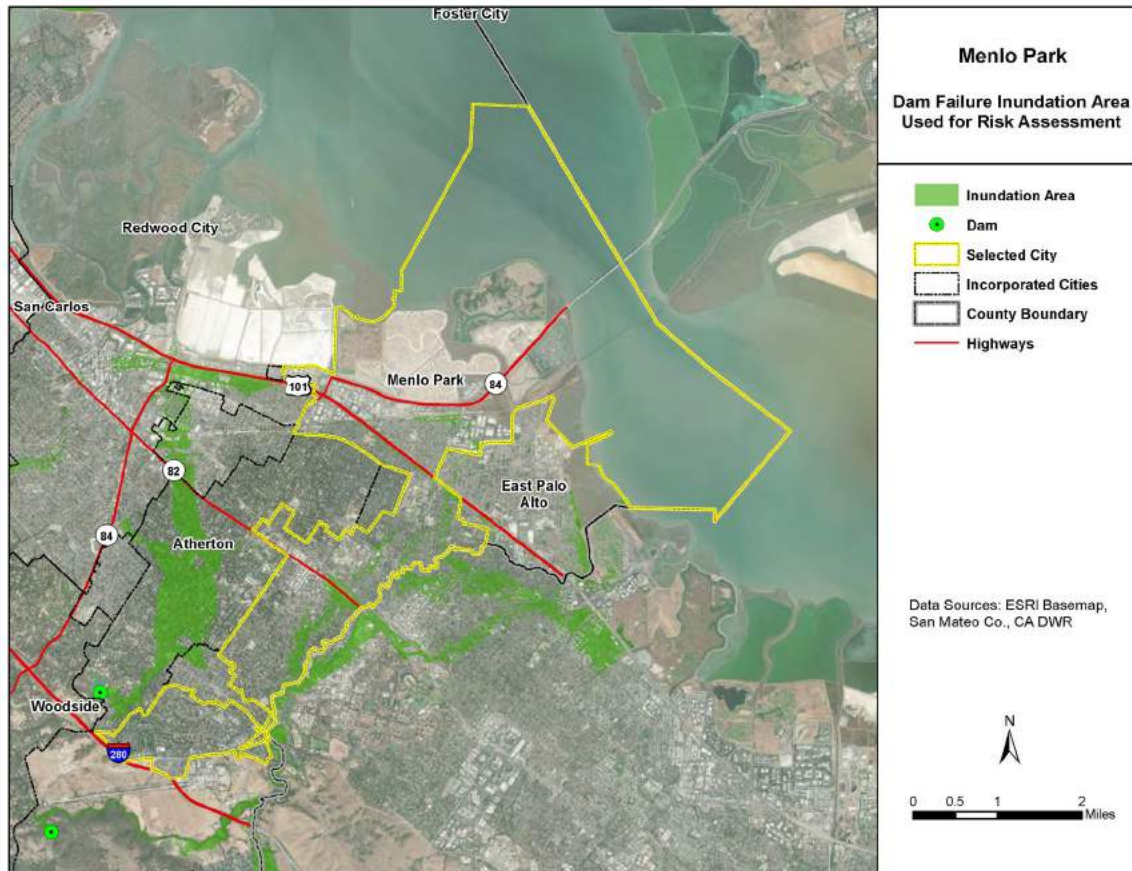 Foster City
Redwood City
San Carlos
Menlo Park
84
101
82
East Palo
Alto
84
Atherton
Woodside
280
Menlo Park
Dam Failure Inundation Area
Used for Risk Assessment
Inundation Area
Dam
Selected City
Incorporated Cities
County Boundary
Highways
Data Sources: ESRI Basemap,
San Mateo Co., CA DWR
N
0 0.5 1 2
Miles